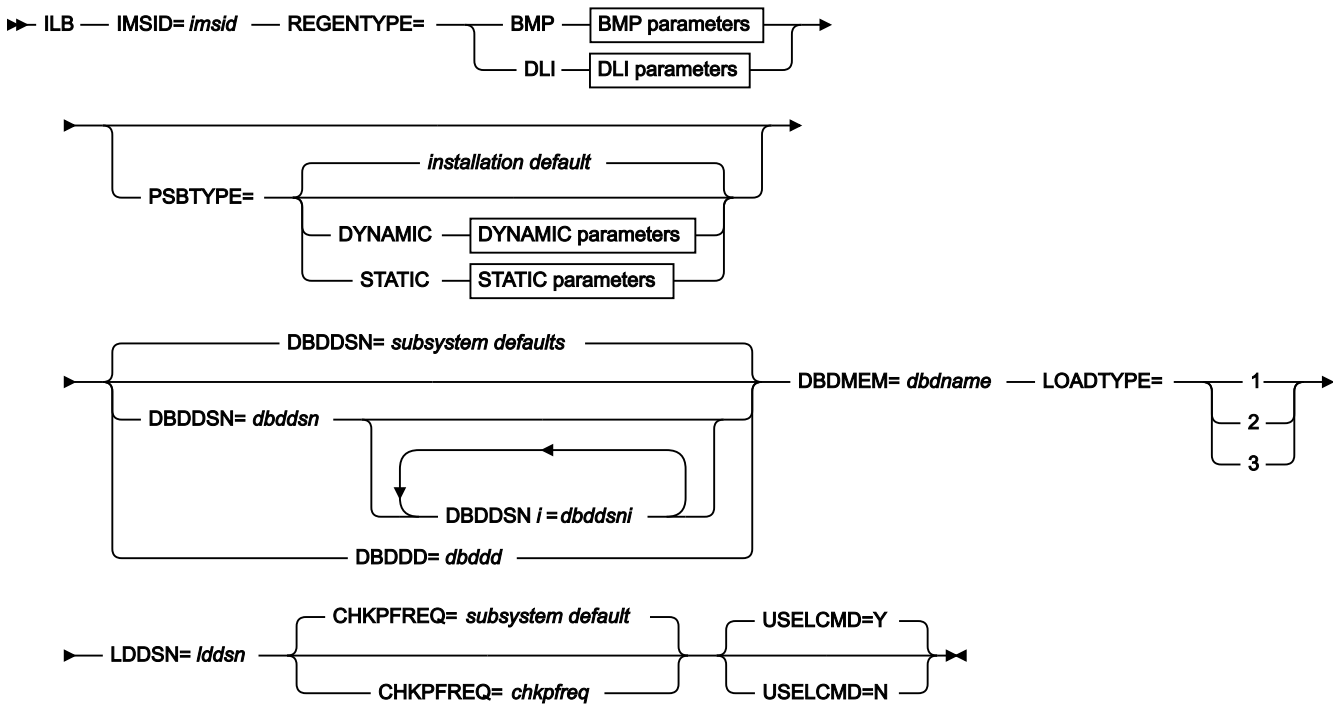 ILB IMSID= imsid REGENTYPE= BMP BMP parameters
DLI DLI parameters
installation default
PSBTYPE=
DYNAMIC DYNAMIC parameters
STATIC STATIC parameters
DBDDSN= subsystem defaults
DBDMEM= dbdname LOADTYPE= 1
DBDDSN= dbddsn 2
3
DBDDSN i =dbddsni
DBDDD= dbddd
CHKPFREQ= subsystem default USELCMD=Y
LDDSN= lddsn
CHKPFREQ= chkpfreq USELCMD=N